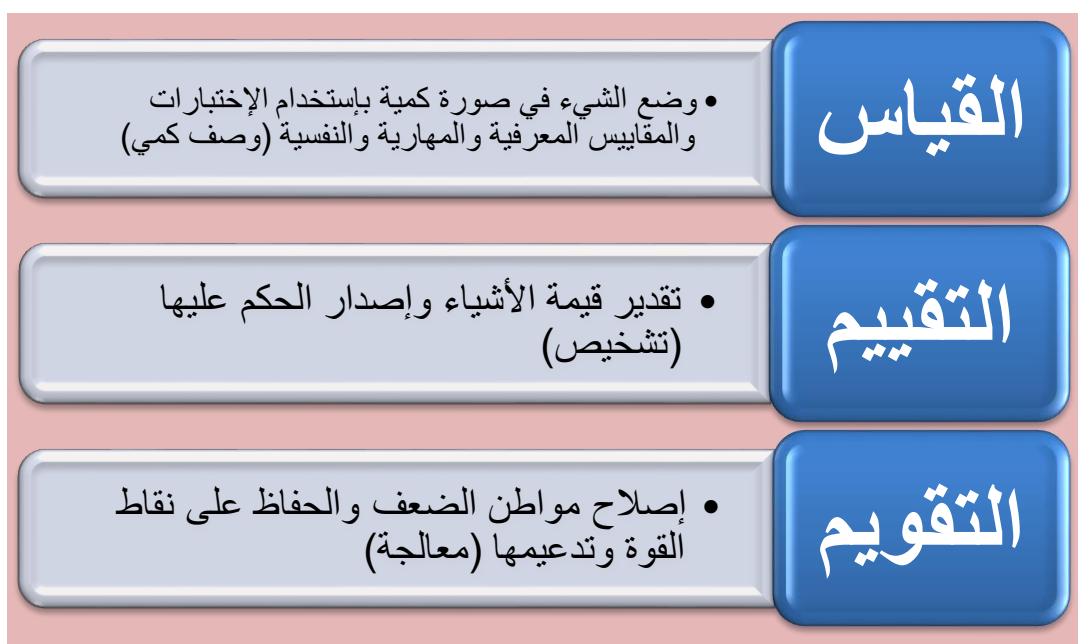 القياس
• وضع الشيء في صورة كمية بإستخدام الإختبارات
والمقاييس المعرفية والمهارية والنفسية (وصف كمي)
التقييم
• تقدير قيمة الأشياء وإصدار الحكم عليها
(تشخيص)
التقويم
• إصلاح مواطن الضعف والحفاظ على نقاط
القوة وتدعيمها (معالجة)